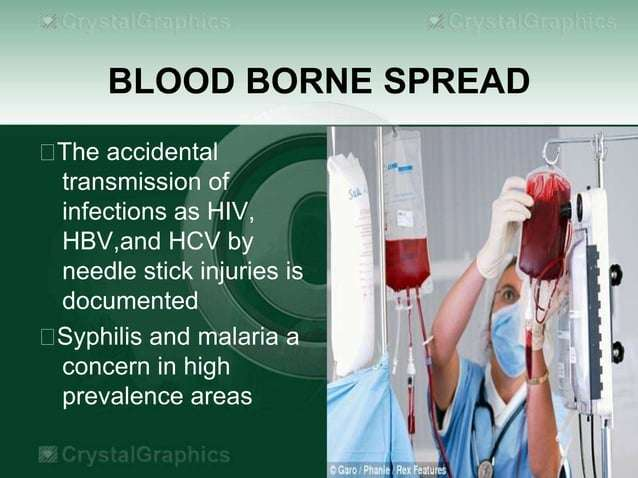 CrystalGraphics CrystalGraphics
BLOOD BORNE SPREAD
The accidental
transmission of
infections as HIV,
HBV,and HCV by
needle stick injuries is
documented
Syphilis and malaria a
concern in high
prevalence areas
CrystalGraphics
© Garo / Phanie / Rex Features